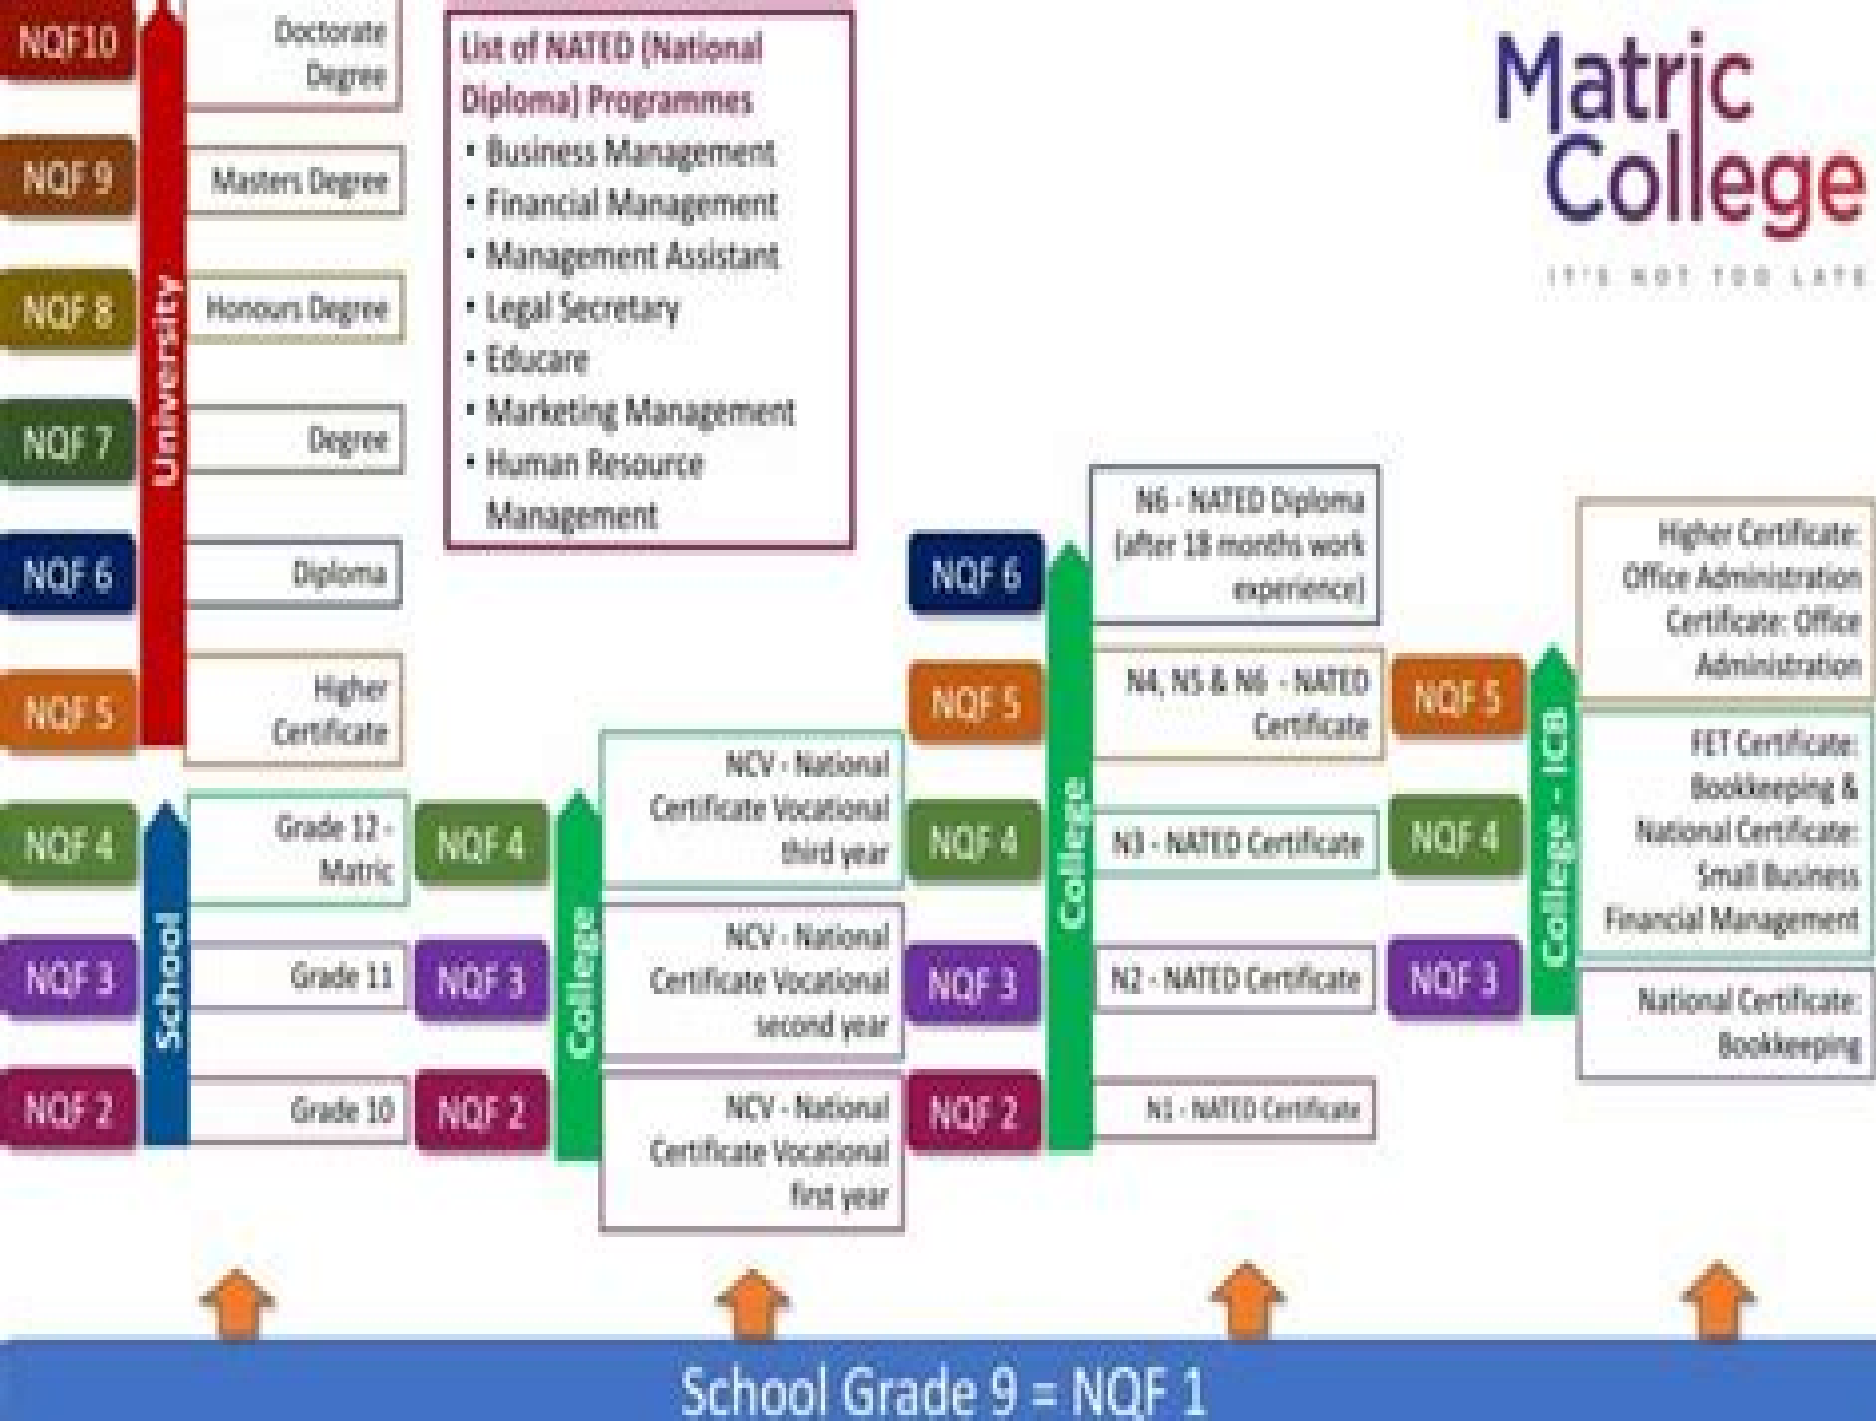 NQF10
Doctorate
Degree
NQF 9
Masters Degree
NQF 8
Honours Degree
NQF 7
Degree
NQF 6
Diploma
NQF 5
Higher
Certificate
University
NQF 4
Grade 12 -
Matric
NQF 3
Grade 11
NQF 2
Grade 10
School
List of NATED (National
Diploma) Programmes
• Business Management
• Financial Management
• Management Assistant
• Legal Secretary
• Educare
• Marketing Management
• Human Resource
Management
Matric
College
IT'S NOT TOO LATE
NQF 4
NCV - National
Certificate Vocational
third year
NQF 3
NCV - National
Certificate Vocational
second year
NQF 2
NCV - National
Certificate Vocational
first year
College
NQF 6
N6 - NATED Diploma
(after 18 months work
experience)
NQF 5
N4, N5 & N6 - NATED
Certificate
NQF 4
N3 - NATED Certificate
NQF 3
N2 - NATED Certificate
NQF 2
N1 - NATED Certificate
College
NQF 5
Higher Certificate:
Office Administration
Certificate: Office
Administration
NQF 4
FET Certificate:
Bookkeeping &
National Certificate:
Small Business
Financial Management
NQF 3
National Certificate:
Bookkeeping
College - ICB
School Grade 9 = NQF 1